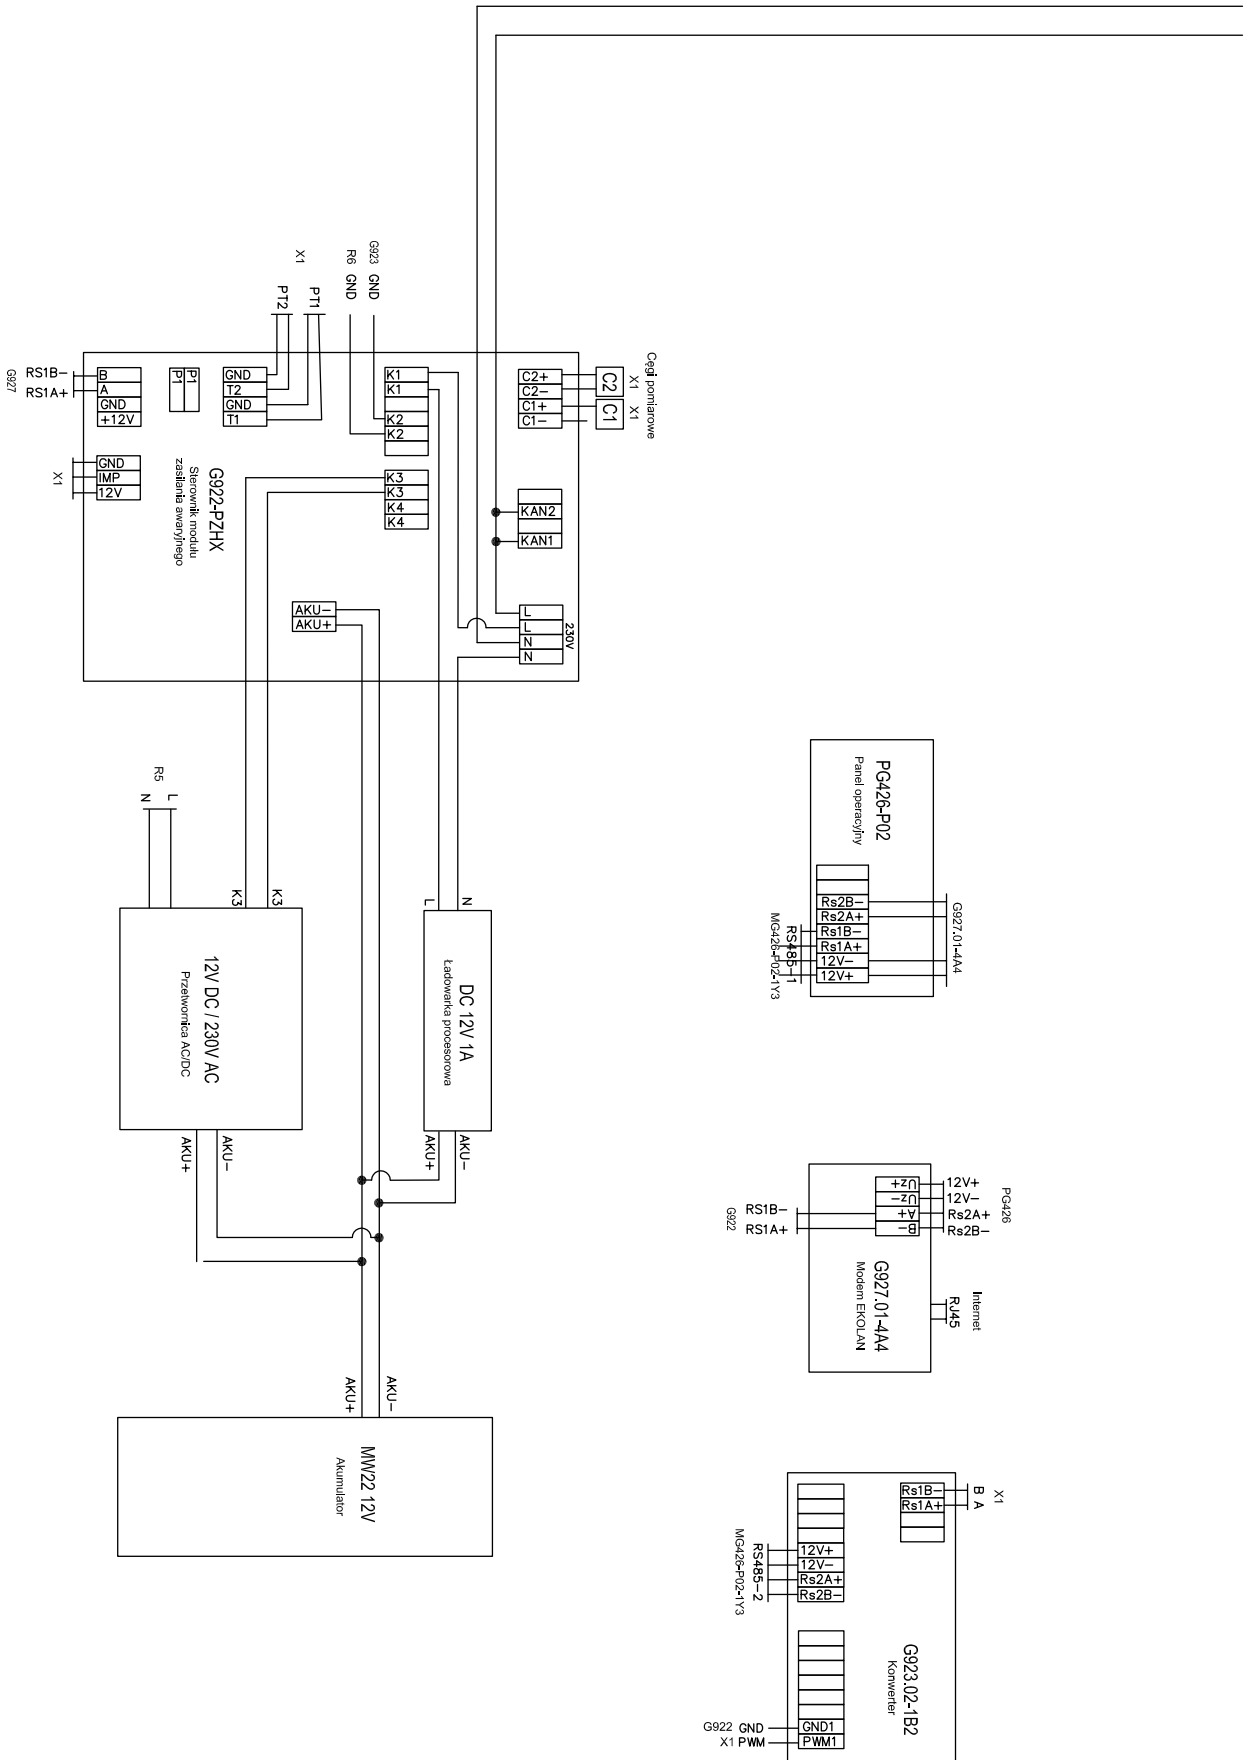 G923 GND
R6 GND
X1
PT1
PT2
Cęgi pomiarowe
X1
X1
C2
C1
C2+
C2-
C1+
C1-
K1
K1
K2
K2
K3
K3
K4
K4
GND
T2
GND
T1
P1
P1
G927
RS1B-
RS1A+
B
A
GND
+12V
X1
GND
IMP
12V
G922-PZHX
Sterownik modułu
zasilania awaryjnego
KAN2
KAN1
AKU-
AKU+
230V
L
L
N
N
PG426-P02
Panel operacyjny
Rs2B-
Rs2A+
Rs1B-
Rs1A+
12V-
12V+
G927.01-4A4
RS485-1
MG426-P02-1Y3
R5
L
N
K3
K3
12V DC / 230V AC
Przetwornica AC/DC
AKU-
AKU+
N
L
DC 12V 1A
Ładowarka procesorowa
AKU-
AKU+
PG426
12V+
12V-
Rs2A+
Rs2B-
Uz+
Uz-
A+
B-
RS1B-
RS1A+
G922
G927.01-4A4
Modem EKOLAN
Internet
RJ45
AKU-
AKU+
MW22 12V
Akumulator
X1
B
A
Rs1B-
Rs1A+
12V+
12V-
Rs2A+
Rs2B-
RS485-2
MG426-P02-1Y3
G923.02-1B2
Konwerter
G922 GND
GND1
X1 PWM
PWM1